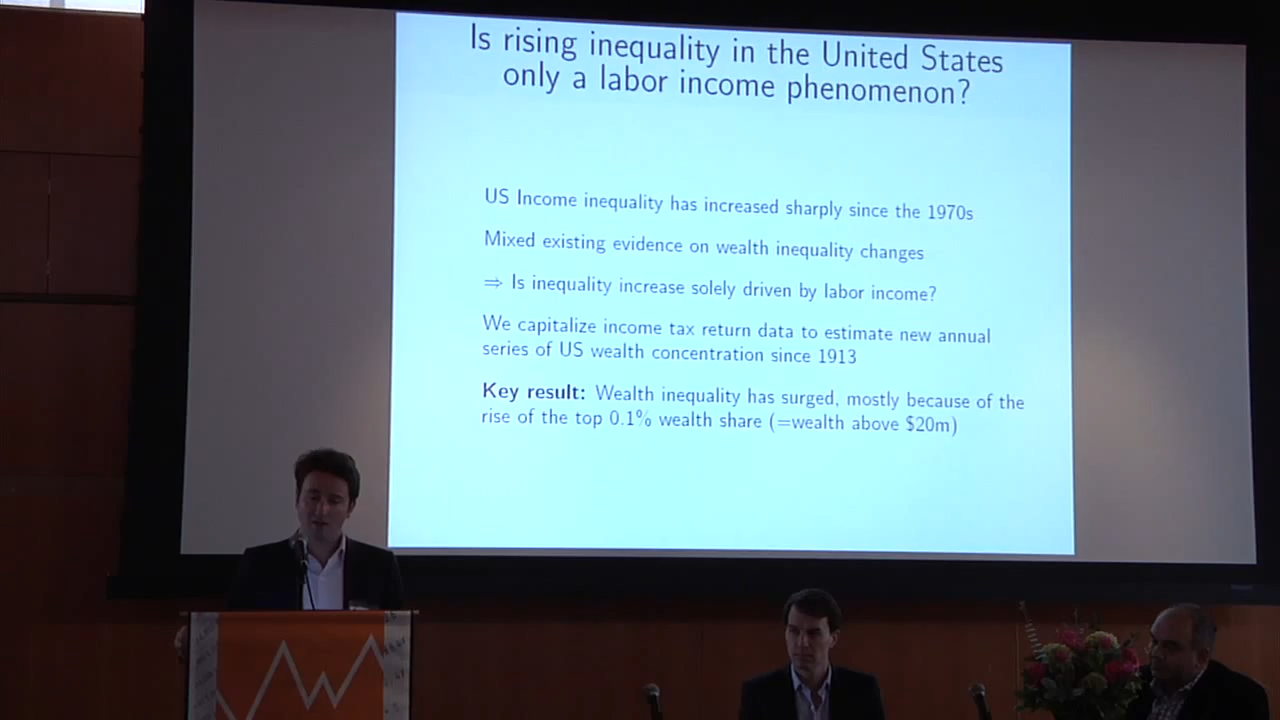 Is rising inequality in the United States
only a labor income phenomenon?
US Income inequality has increased sharply since the 1970s
Mixed existing evidence on wealth inequality changes
⇒ Is inequality increase solely driven by labor income?
We capitalize income tax return data to estimate new annual
series of US wealth concentration since 1913
Key result: Wealth inequality has surged, mostly because of the
rise of the top 0.1% wealth share (=wealth above $20m)